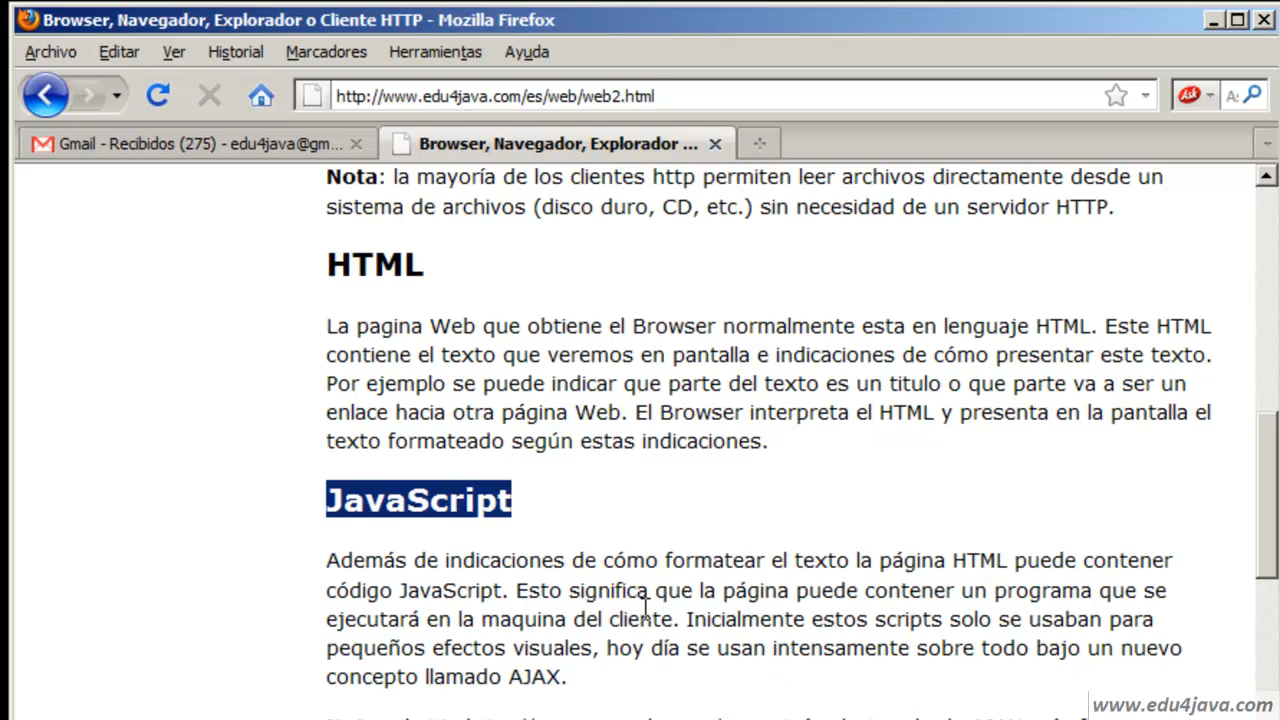 Browser, Navegador, Explorador o Cliente HTTP - Mozilla Firefox
Archivo Editar Ver Historial Marcadores Herramientas Ayuda
http://www.edu4java.com/es/web/web2.html
Ask
Gmail - Recibidos (275) - edu4java@gm... Browser, Navegador, Explorador ...
Nota: la mayoría de los clientes http permiten leer archivos directamente desde un
sistema de archivos (disco duro, CD, etc.) sin necesidad de un servidor HTTP.
HTML
La pagina Web que obtiene el Browser normalmente esta en lenguaje HTML. Este HTML
contiene el texto que veremos en pantalla e indicaciones de cómo presentar este texto.
Por ejemplo se puede indicar que parte del texto es un titulo o que parte va a ser un
enlace hacia otra página Web. El Browser interpreta el HTML y presenta en la pantalla el
texto formateado según estas indicaciones.
JavaScript
Además de indicaciones de cómo formatear el texto la página HTML puede contener
código JavaScript. Esto significa que la página puede contener un programa que se
ejecutará en la maquina del cliente. Inicialmente estos scripts solo se usaban para
pequeños efectos visuales, hoy día se usan intensamente sobre todo bajo un nuevo
concepto llamado AJAX.
www.edu4java.com